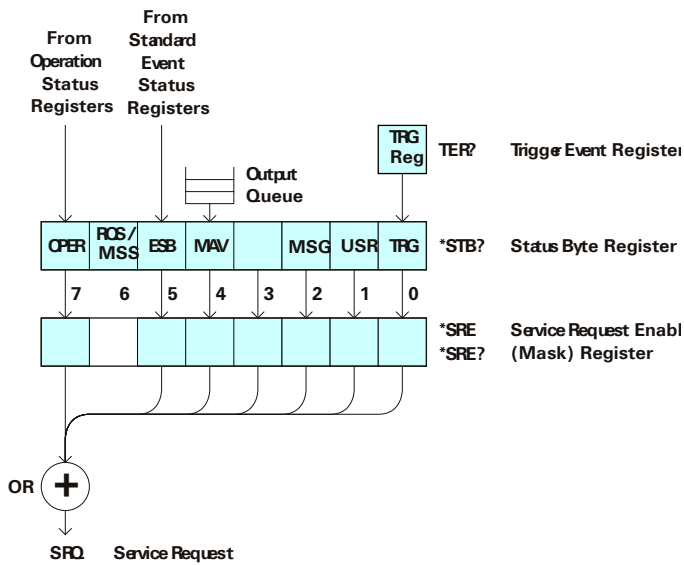 From
Operation
Status
Registers
From
Standard
Event
Status
Registers
TRG
Reg
TER?
Trigger Event Register
Output
Queue
OPER
RQS/
MSS
ESB
MAV
MSG
USR
TRG
*STB?
Status Byte Register
7
6
5
4
3
2
1
0
*SRE
Service Request Enabl
*SRE?
(Mask) Register
OR
+
SRQ
Service Request